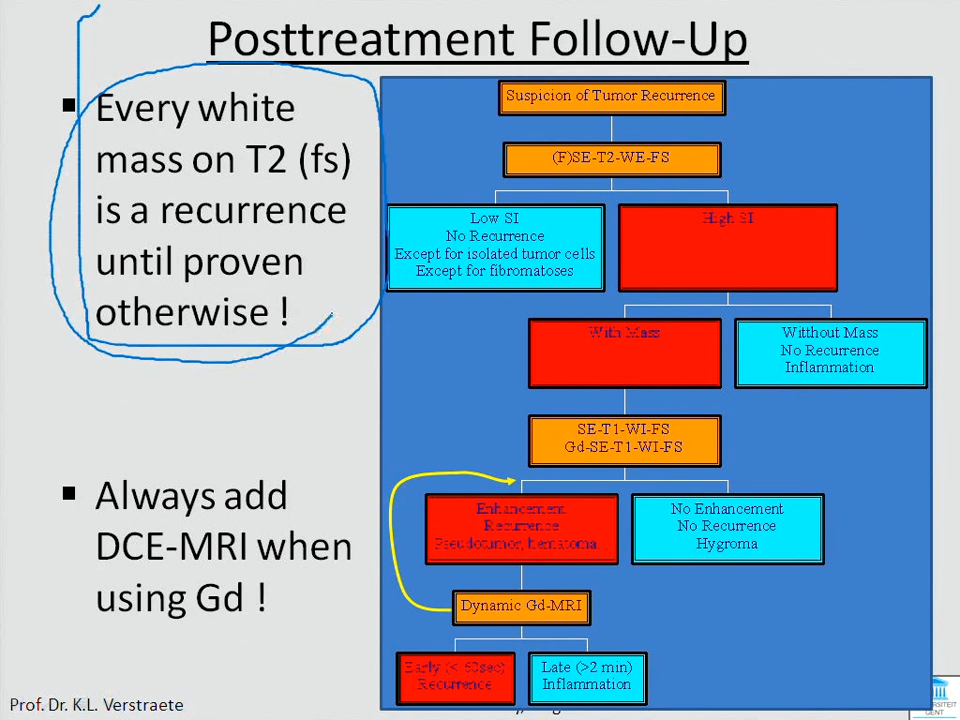 Posttreatment Follow-Up
▪ Every white
mass on T2 (fs)
is a recurrence
until proven
otherwise !
▪ Always add
DCE-MRI when
using Gd !
Suspicion of Tumor Recurrence
(F)SE-T2-WE-FS
Low SI
No Recurrence
Except for isolated tumor cells
Except for fibromatoses
High SI
With Mass
Without Mass
No Recurrence
Inflammation
SE-T1-WI-FS
Gd-SE-T1-WI-FS
Enhancement
Recurrence
Pseudotumor, hematoma...
No Enhancement
No Recurrence
Hygroma
Dynamic Gd-MRI
Early (< 60sec)
Recurrence
Late (>2 min)
Inflammation
Prof. Dr. K.L. Verstraete
GENT